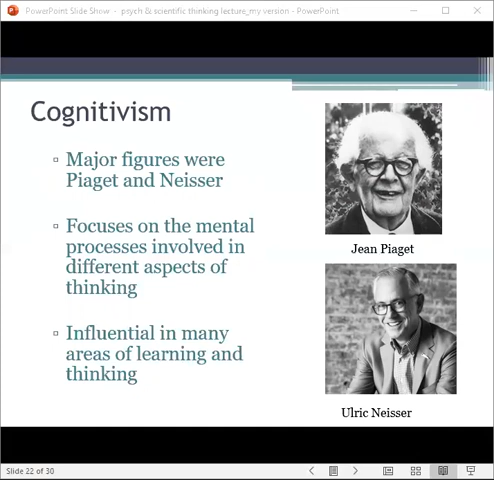 PowerPoint Slide Show - psych & scientific thinking lecture_my version - PowerPoint
Cognitivism
Major figures were
Piaget and Neisser
Focuses on the mental
processes involved in
different aspects of
thinking
Influential in many
areas of learning and
thinking
Jean Piaget
Ulric Neisser
Slide 22 of 30